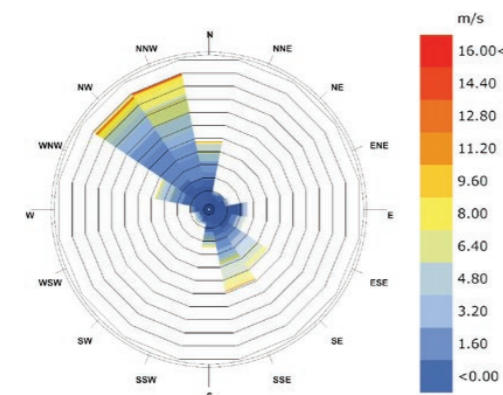 m/s
N
NNW
NNE
NW
NE
WNW
ENE
W
E
WSW
ESE
SW
SE
SSW
SSE
16.00<
14.40
12.80
11.20
9.60
8.00
6.40
4.80
3.20
1.60
<0.00